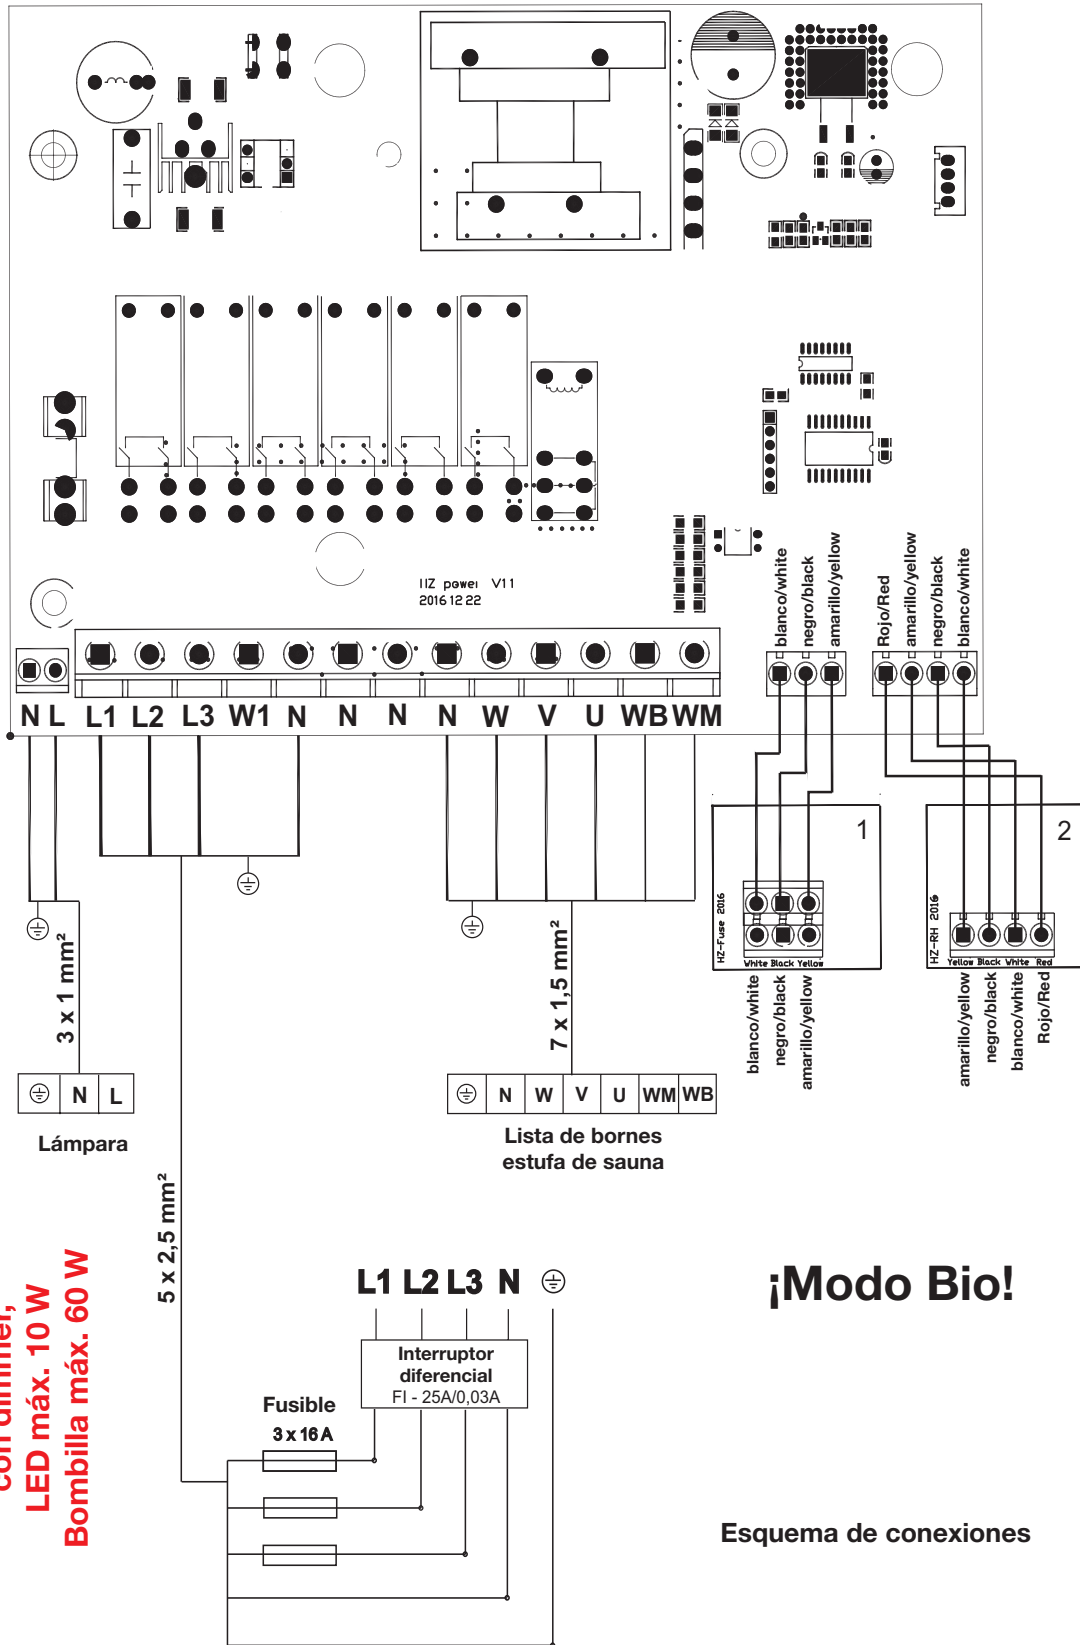 HZ power V11
2016 12 22
blanco/white
negro/black
amarillo/yellow
Rojo/Red
amarillo/yellow
negro/black
blanco/white
N L L1 L2 L3 W1 N N N N W V U WB WM
1
2
HZ-Fuse 2016
White Black Yellow
HZ-RH 2016
Yellow Black White Red
blanco/white
negro/black
amarillo/yellow
amarillo/yellow
negro/black
blanco/white
Rojo/Red
3 x 1 mm²
7 x 1,5 mm²
N L
Lámpara
N W V U WM WB
Lista de bornes
estufa de sauna
5 x 2,5 mm²
con dimmer,
LED máx. 10 W
Bombilla máx. 60 W
L1 L2 L3 N
Interruptor
diferencial
FI - 25A/0,03A
Fusible
3 x 16 A
¡Modo Bio!
Esquema de conexiones